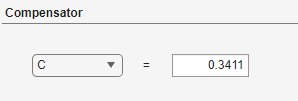 Compensator
C = 0.3411